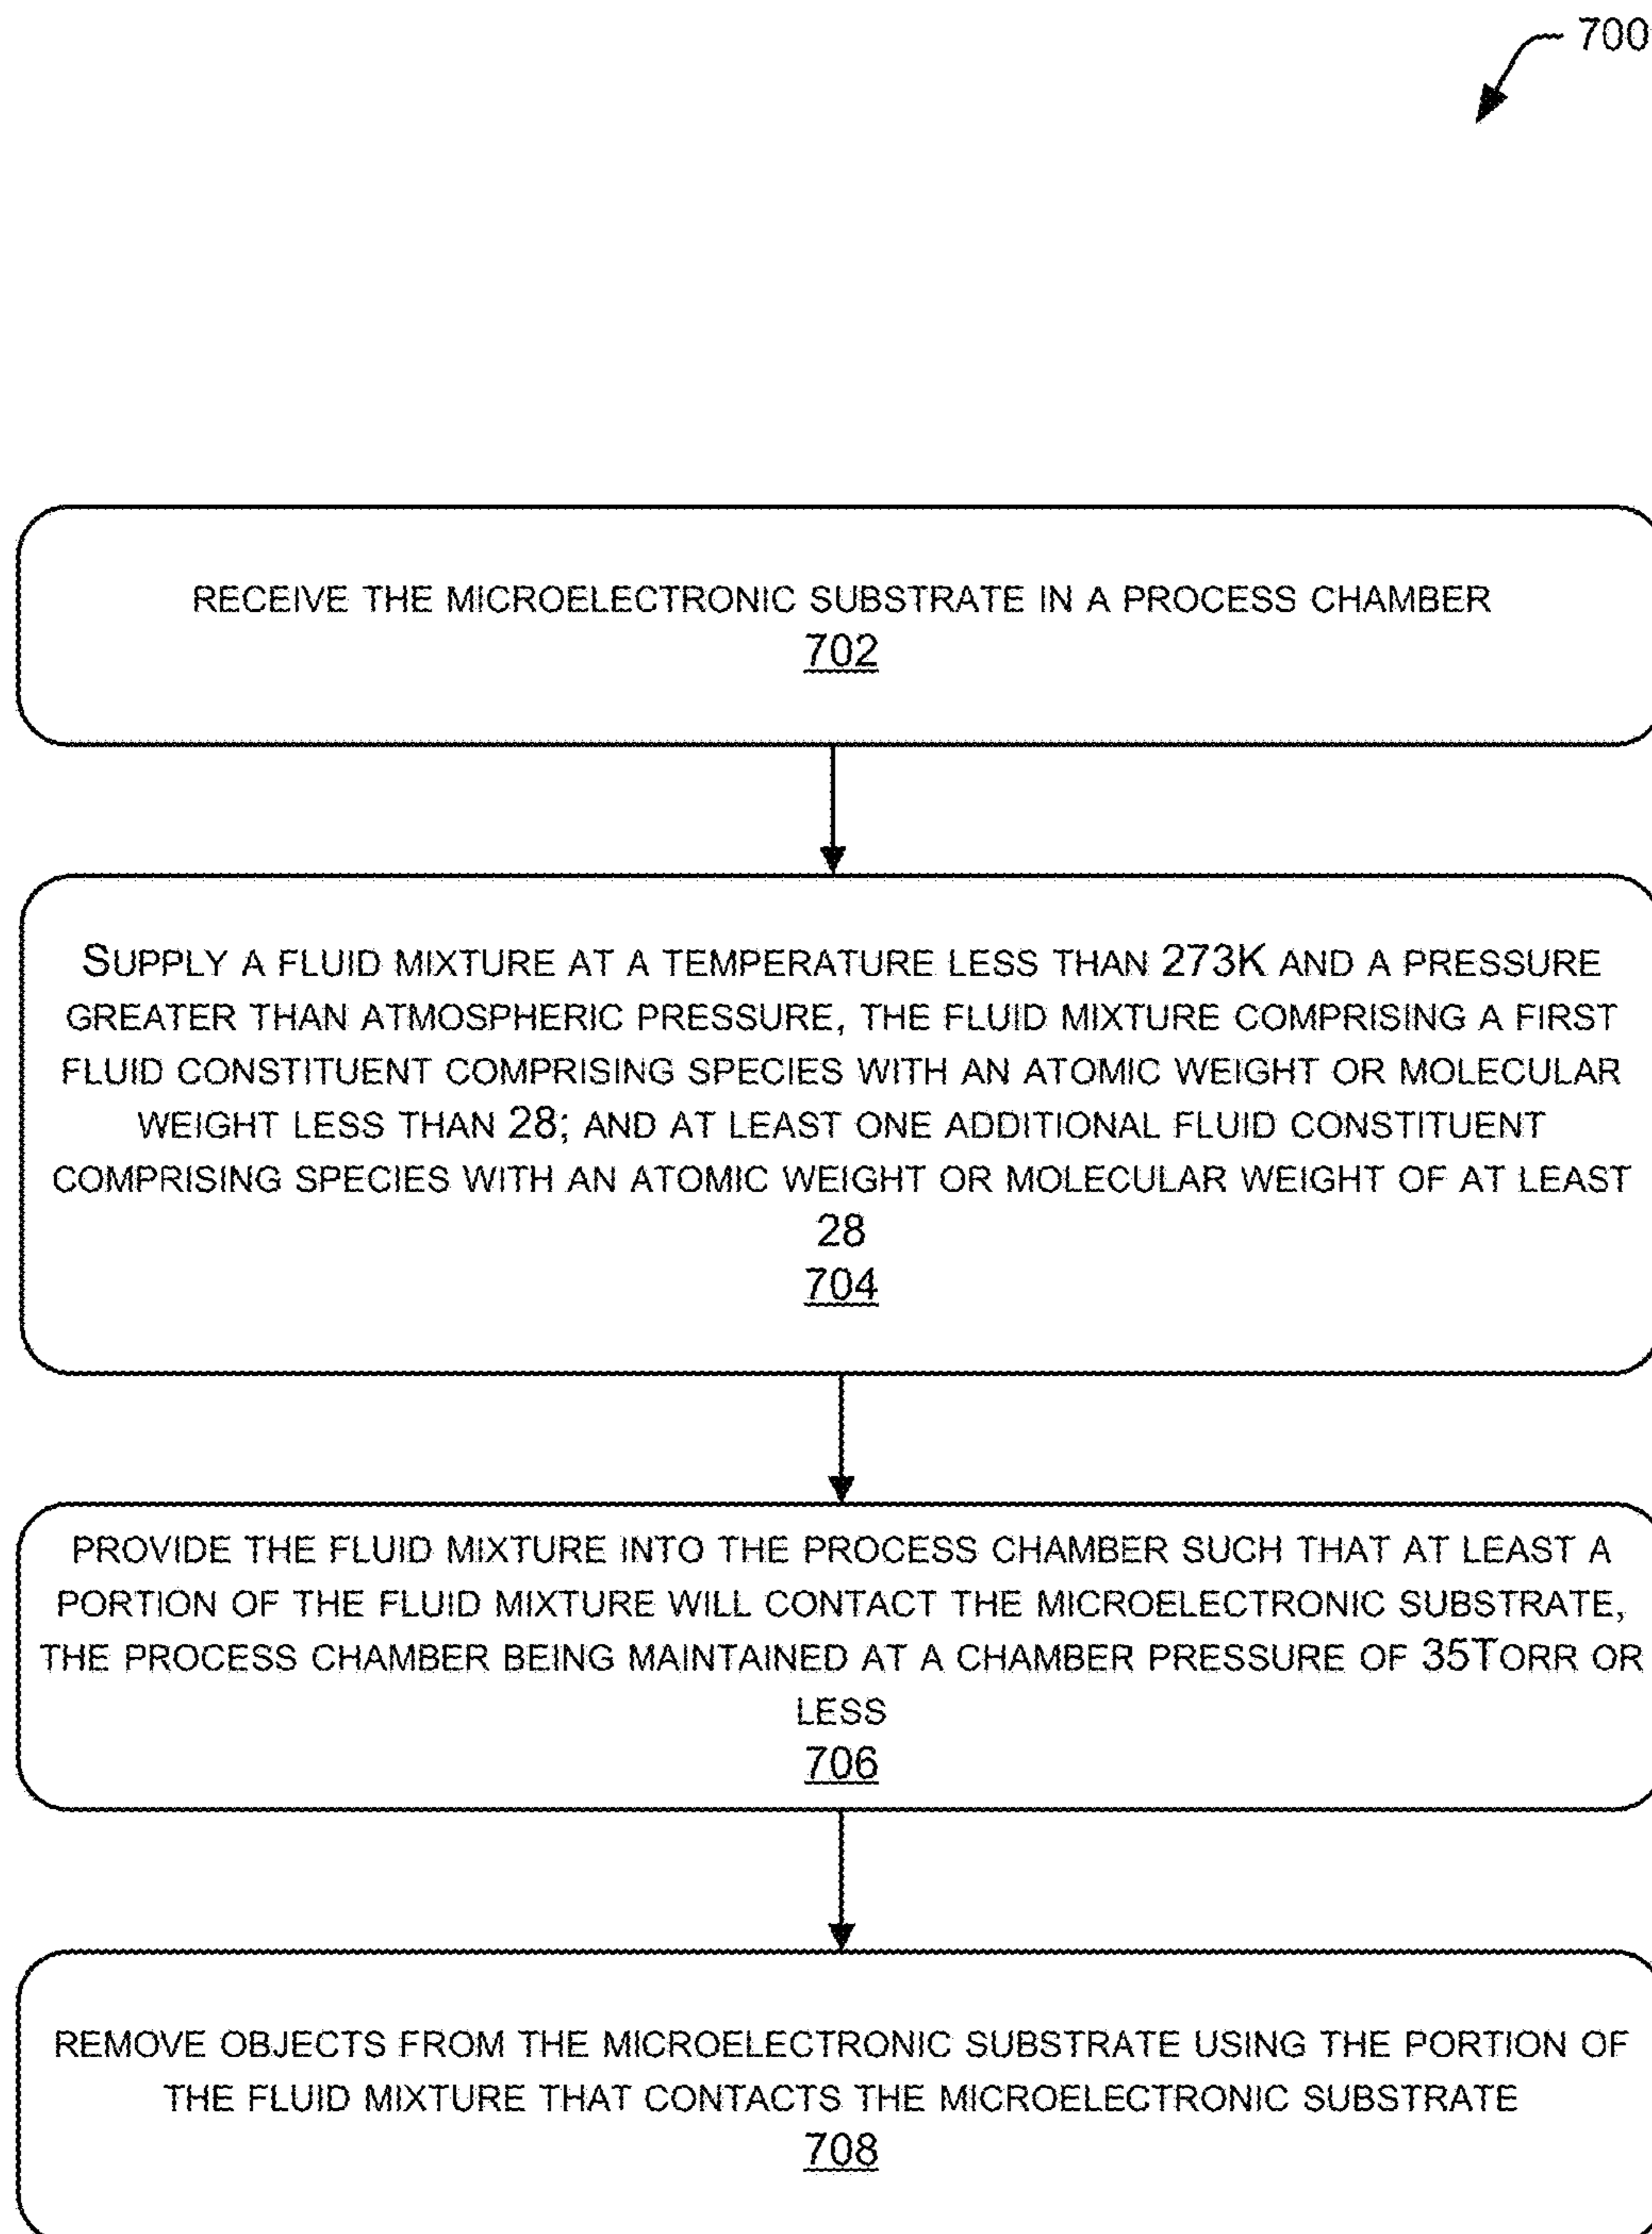 700
RECEIVE THE MICROELECTRONIC SUBSTRATE IN A PROCESS CHAMBER
702
SUPPLY A FLUID MIXTURE AT A TEMPERATURE LESS THAN 273K AND A PRESSURE
GREATER THAN ATMOSPHERIC PRESSURE, THE FLUID MIXTURE COMPRISING A FIRST
FLUID CONSTITUENT COMPRISING SPECIES WITH AN ATOMIC WEIGHT OR MOLECULAR
WEIGHT LESS THAN 28; AND AT LEAST ONE ADDITIONAL FLUID CONSTITUENT
COMPRISING SPECIES WITH AN ATOMIC WEIGHT OR MOLECULAR WEIGHT OF AT LEAST
28
704
PROVIDE THE FLUID MIXTURE INTO THE PROCESS CHAMBER SUCH THAT AT LEAST A
PORTION OF THE FLUID MIXTURE WILL CONTACT THE MICROELECTRONIC SUBSTRATE,
THE PROCESS CHAMBER BEING MAINTAINED AT A CHAMBER PRESSURE OF 35TORR OR
LESS
706
REMOVE OBJECTS FROM THE MICROELECTRONIC SUBSTRATE USING THE PORTION OF
THE FLUID MIXTURE THAT CONTACTS THE MICROELECTRONIC SUBSTRATE
708